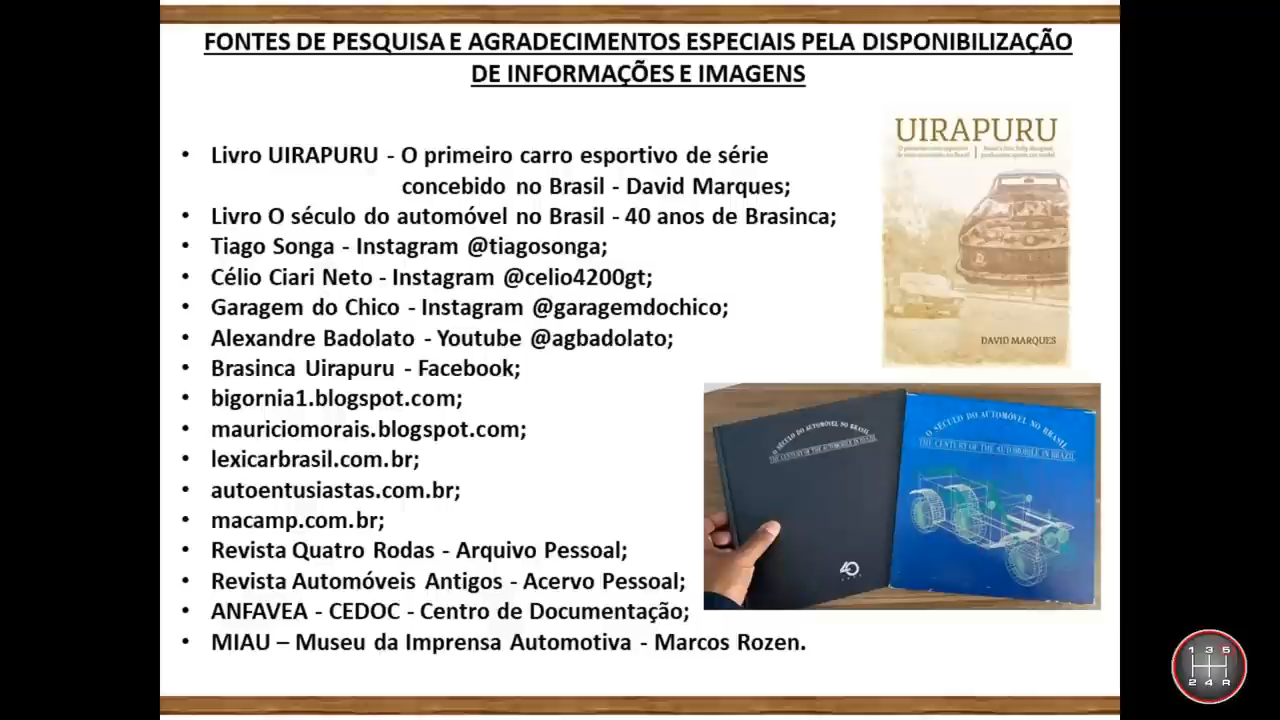 FONTES DE PESQUISA E AGRADECIMENTOS ESPECIAIS PELA DISPONIBILIZAÇÃO
DE INFORMAÇÕES E IMAGENS
• Livro UIRAPURU - O primeiro carro esportivo de série
concebido no Brasil - David Marques;
• Livro O século do automóvel no Brasil - 40 anos de Brasinca;
• Tiago Songa - Instagram @tiagosonga;
• Célio Ciari Neto - Instagram @celio4200gt;
• Garagem do Chico - Instagram @garagemdochico;
• Alexandre Badolato - Youtube @agbadolato;
• Brasinca Uirapuru - Facebook;
• bigornia1.blogspot.com;
• mauriciomorais.blogspot.com;
• lexicarbrasil.com.br;
• autoentusiastas.com.br;
• macamp.com.br;
• Revista Quatro Rodas - Arquivo Pessoal;
• Revista Automóveis Antigos - Acervo Pessoal;
• ANFAVEA - CEDOC - Centro de Documentação;
• MIAU – Museu da Imprensa Automotiva - Marcos Rozen.
UIRAPURU
DAVID MARQUES
O SÉCULO DO AUTOMÓVEL NO BRASIL
THE CENTURY OF THE AUTOMOBILE IN BRAZIL
40
O SÉCULO DO AUTOMÓVEL NO BRASIL
THE CENTURY OF THE AUTOMOBILE IN BRAZIL
1 3 5
2 4 R